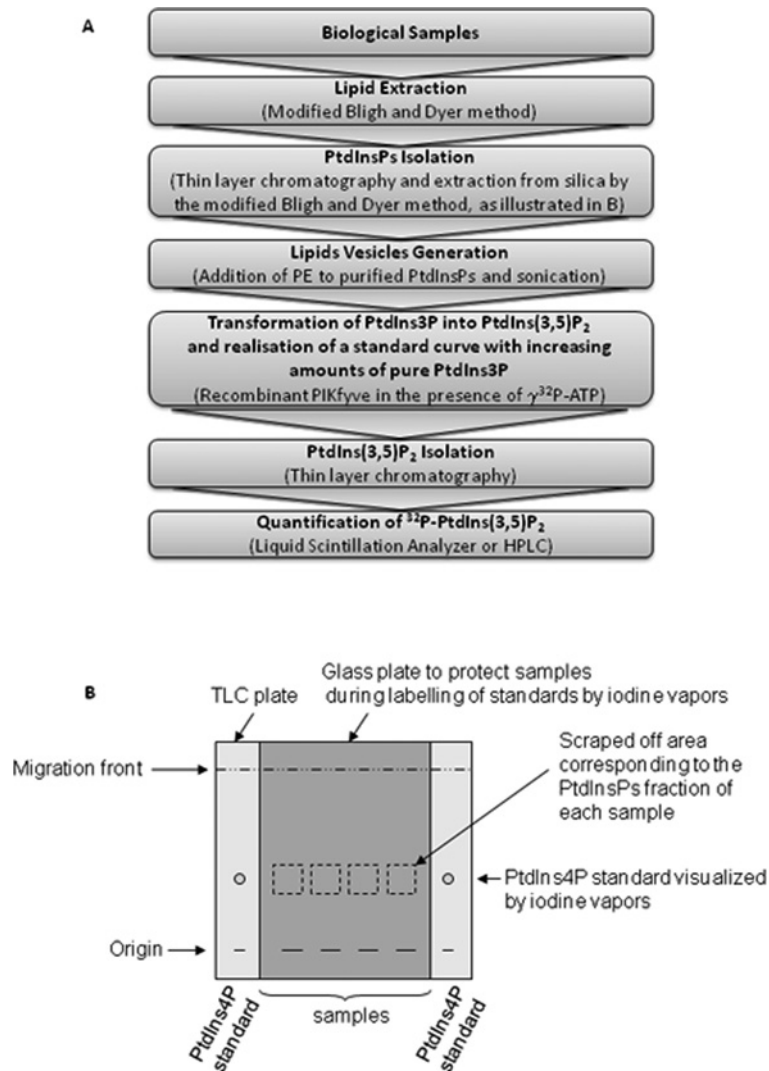 A
Biological Samples
Lipid Extraction
(Modified Bligh and Dyer method)
PtdInsPs Isolation
(Thin layer chromatography and extraction from silica by
the modified Bligh and Dyer method, as illustrated in B)
Lipids Vesicles Generation
(Addition of PE to purified PtdInsPs and sonication)
Transformation of PtdIns3P into PtdIns(3,5)P₂
and realisation of a standard curve with increasing
amounts of pure PtdIns3P
(Recombinant PIKfyve in the presence of γ³²P-ATP)
PtdIns(3,5)P₂ Isolation
(Thin layer chromatography)
Quantification of ³²P-PtdIns(3,5)P₂
(Liquid Scintillation Analyzer or HPLC)
B
TLC plate
Glass plate to protect samples
during labelling of standards by iodine vapors
Migration front
Scraped off area
corresponding to the
PtdInsPs fraction of
each sample
PtdIns4P standard visualized
by iodine vapors
Origin
PtdIns4P
standard
samples
PtdIns4P
standard